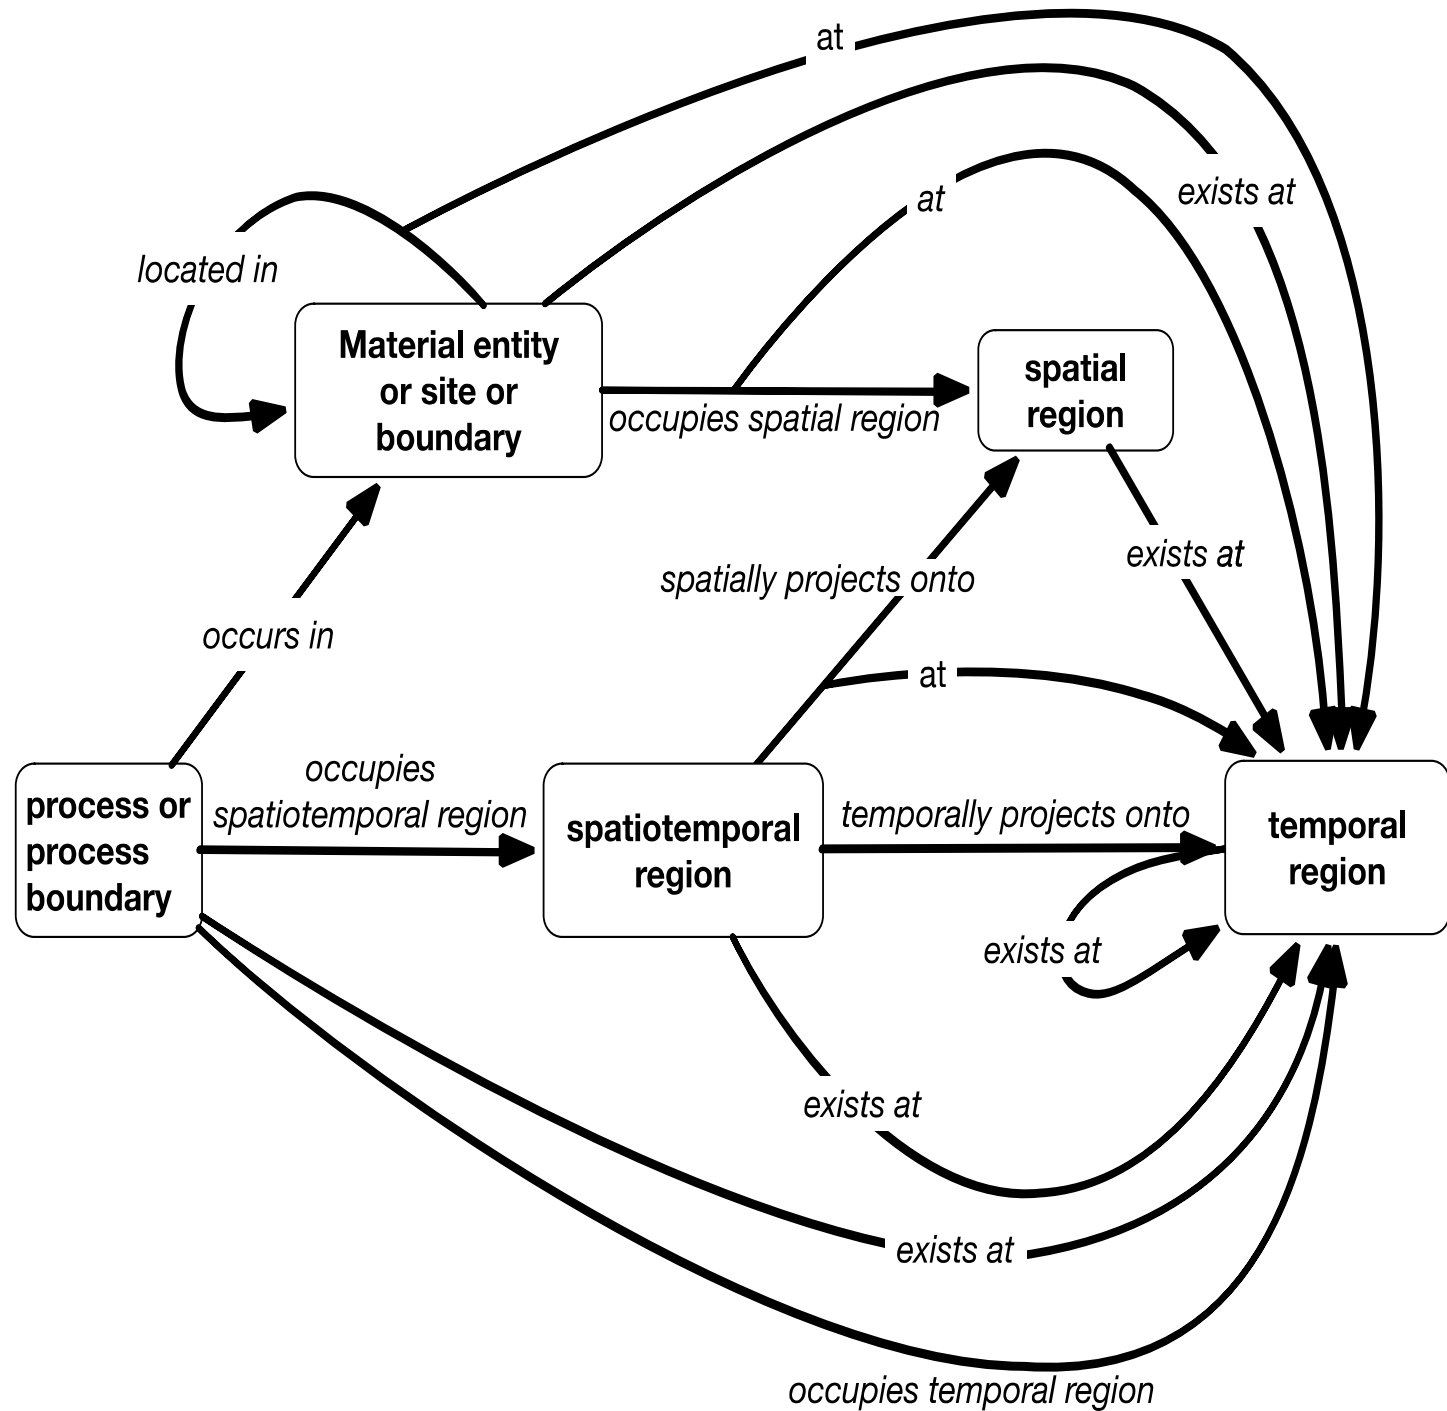 at
exists at
at
located in
Material entity
or site or
boundary
spatial
region
occupies spatial region
exists at
spatially projects onto
occurs in
at
occupies
spatiotemporal region
process or
process
boundary
spatiotemporal
region
temporally projects onto
temporal
region
exists at
exists at
exists at
occupies temporal region